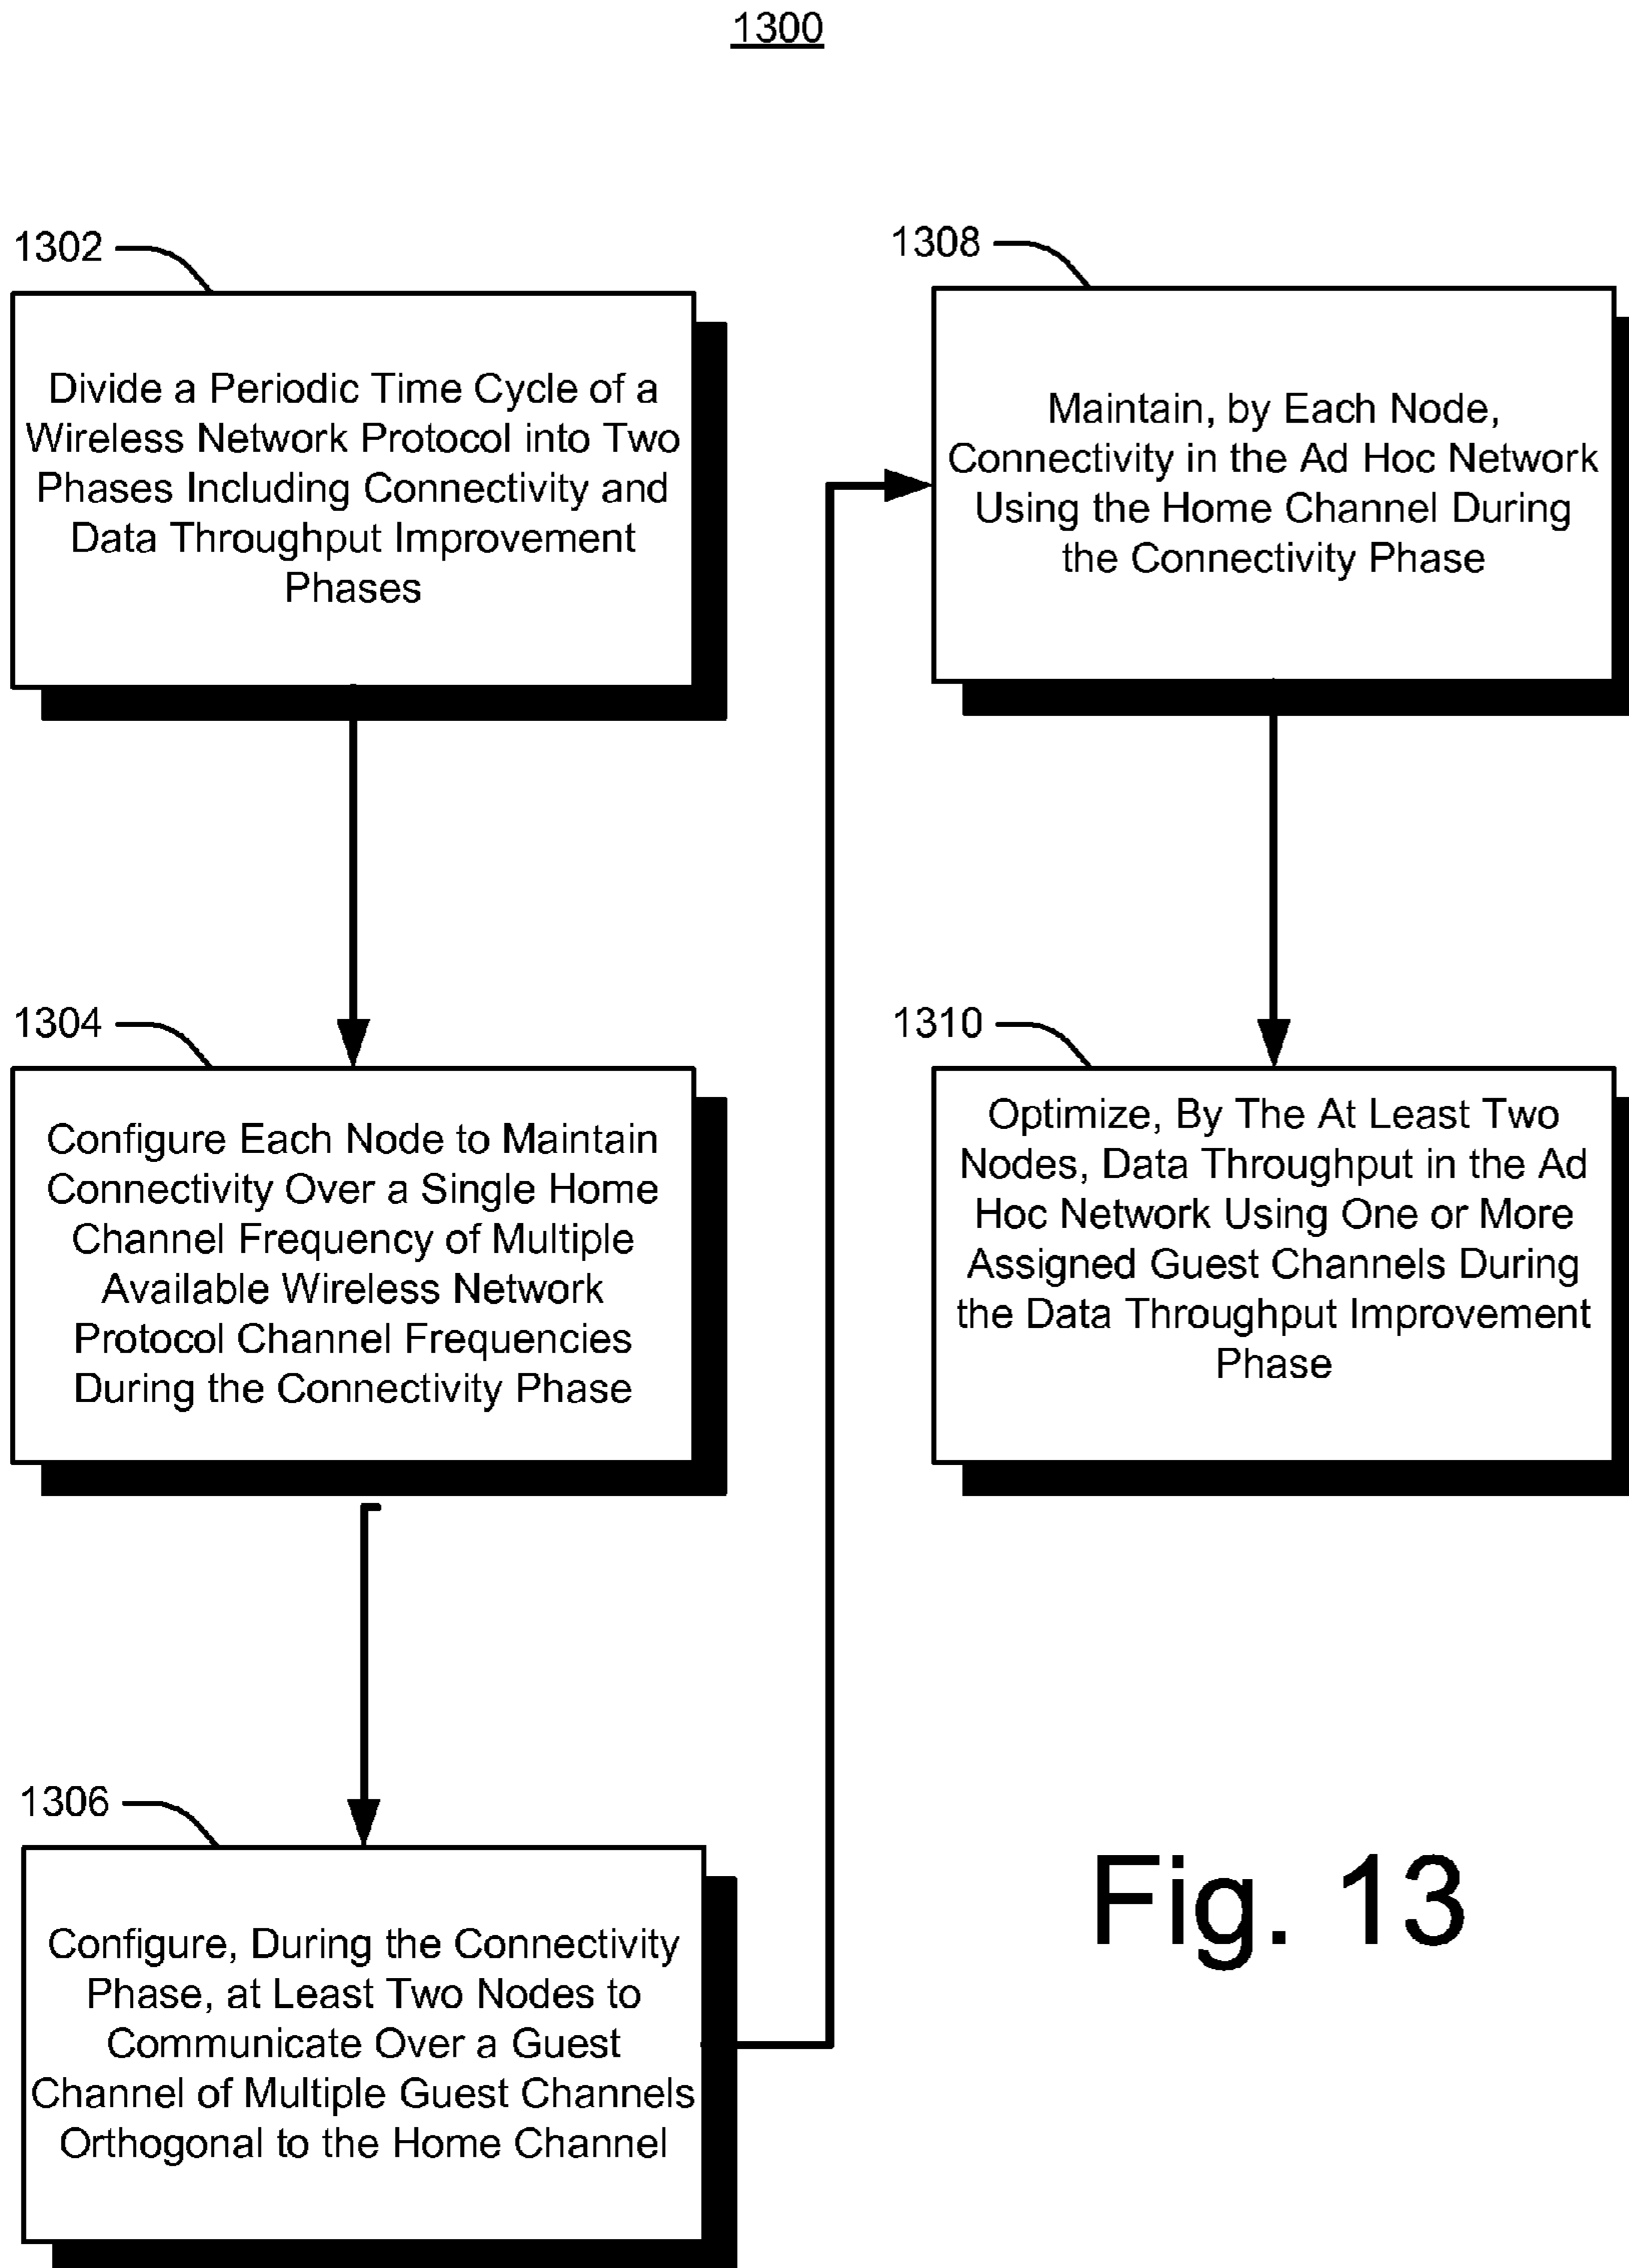 1300
1302
Divide a Periodic Time Cycle of a
Wireless Network Protocol into Two
Phases Including Connectivity and
Data Throughput Improvement
Phases
1304
Configure Each Node to Maintain
Connectivity Over a Single Home
Channel Frequency of Multiple
Available Wireless Network
Protocol Channel Frequencies
During the Connectivity Phase
1306
Configure, During the Connectivity
Phase, at Least Two Nodes to
Communicate Over a Guest
Channel of Multiple Guest Channels
Orthogonal to the Home Channel
1308
Maintain, by Each Node,
Connectivity in the Ad Hoc Network
Using the Home Channel During
the Connectivity Phase
1310
Optimize, By The At Least Two
Nodes, Data Throughput in the Ad
Hoc Network Using One or More
Assigned Guest Channels During
the Data Throughput Improvement
Phase
Fig. 13